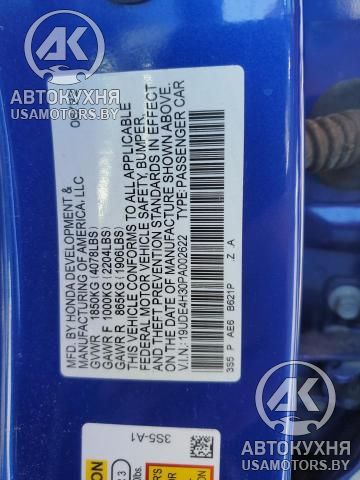 АК
АВТОКУХНЯ
USAMOTORS.BY
MFD. BY HONDA DEVELOPMENT &
MANUFACTURING OF AMERICA, LLC
GVWR 1850KG (4078LBS)
GAWR F 1000KG (2204LBS)
GAWR R 865KG (1906LBS)
THIS VEHICLE CONFORMS TO ALL APPLICABLE
FEDERAL MOTOR VEHICLE SAFETY, BUMPER,
AND THEFT PREVENTION STANDARDS IN EFFECT
ON THE DATE OF MANUFACTURE SHOWN ABOVE.
V.I.N.: 19UDE4H30PA002622 TYPE: PASSENGER CAR
3S5 P AE6 B621P Z A
3S5-A1
АК
АВТОКУХНЯ
USAMOTORS.BY